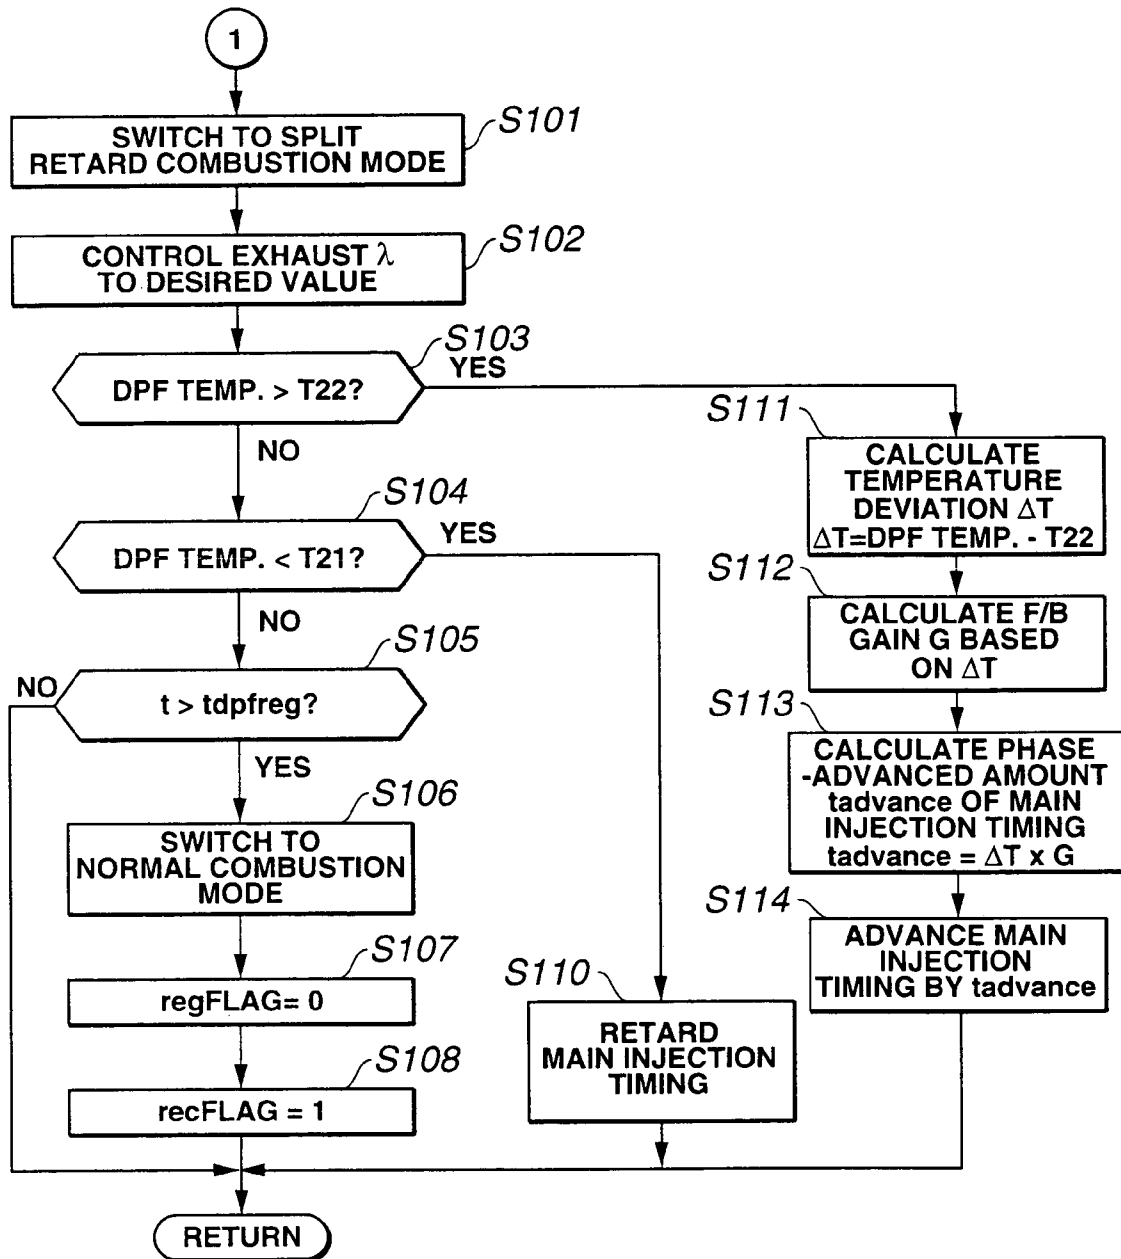 1
S101
SWITCH TO SPLIT
RETARD COMBUSTION MODE
S102
CONTROL EXHAUST λ
TO DESIRED VALUE
S103
DPF TEMP. > T22?
YES
NO
S104
DPF TEMP. < T21?
YES
NO
S105
t > tdpfreg?
NO
YES
S106
SWITCH TO
NORMAL COMBUSTION
MODE
S107
regFLAG= 0
S108
recFLAG = 1
S110
RETARD
MAIN INJECTION
TIMING
S111
CALCULATE
TEMPERATURE
DEVIATION ΔT
ΔT=DPF TEMP. - T22
S112
CALCULATE F/B
GAIN G BASED
ON ΔT
S113
CALCULATE PHASE
-ADVANCED AMOUNT
tadvance OF MAIN
INJECTION TIMING
tadvance = ΔT x G
S114
ADVANCE MAIN
INJECTION
TIMING BY tadvance
RETURN